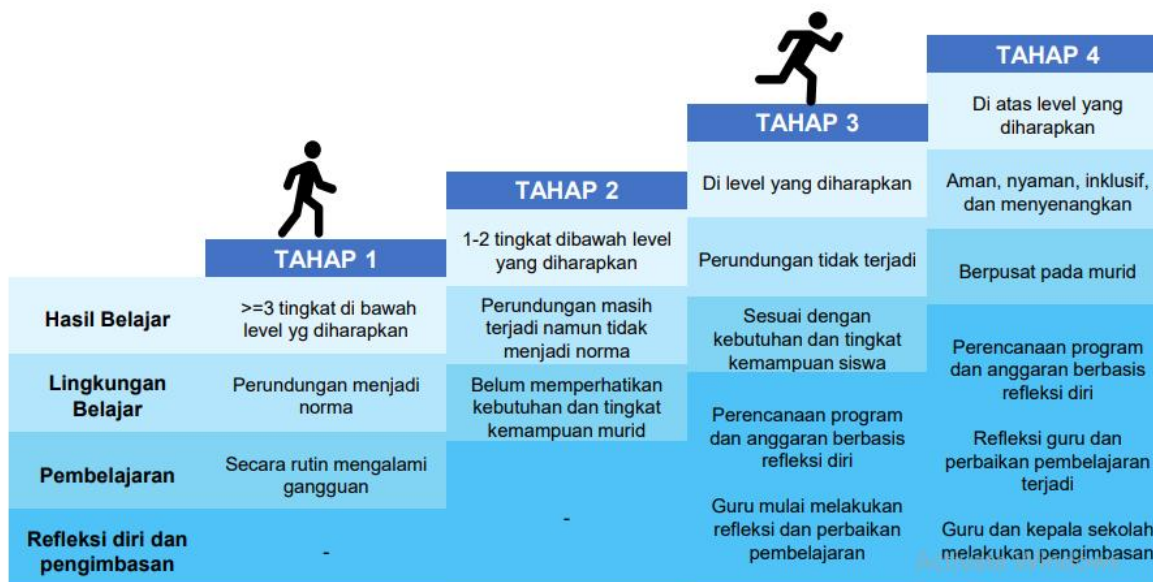 TAHAP 4
Di atas level yang
diharapkan
Aman, nyaman, inklusif,
dan menyenangkan
Berpusat pada murid
Perencanaan program
dan anggaran berbasis
refleksi diri
Refleksi guru dan
perbaikan pembelajaran
terjadi
Guru dan kepala sekolah
melakukan pengimbasan
TAHAP 3
Di level yang diharapkan
Perundungan tidak terjadi
Sesuai dengan
kebutuhan dan tingkat
kemampuan siswa
Perencanaan program
dan anggaran berbasis
refleksi diri
Guru mulai melakukan
refleksi dan perbaikan
pembelajaran
TAHAP 2
1-2 tingkat dibawah level
yang diharapkan
Perundungan masih
terjadi namun tidak
menjadi norma
Belum memperhatikan
kebutuhan dan tingkat
kemampuan murid
-
TAHAP 1
>=3 tingkat di bawah
level yg diharapkan
Perundungan menjadi
norma
Secara rutin mengalami
gangguan
-
Hasil Belajar
Lingkungan
Belajar
Pembelajaran
Refleksi diri dan
pengimbasan